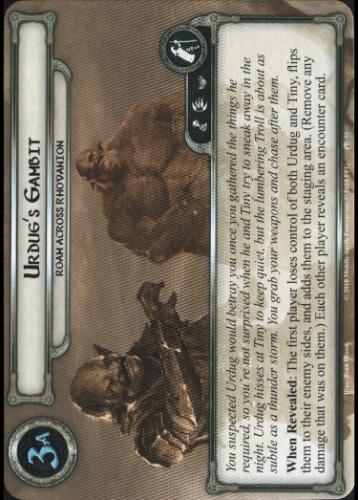 3A
URDUG'S GAMBIT
ROAM ACROSS RHOVANION
You suspected Urdug would betray you once you gathered the things he
required, so you're not surprised when he and Tiny try to sneak away in the
night. Urdug hisses at Tiny to keep quiet, but the lumbering Troll is about as
subtle as a thunder storm. You grab your weapons and chase after them.
When Revealed: The first player loses control of both Urdug and Tiny, flips
them to their enemy sides, and adds them to the staging area. (Remove any
damage that was on them.) Each other player reveals an encounter card.
Illus. Ivan Dixon © 2018 Middle-earth Enterprises © 2018 FFG 51